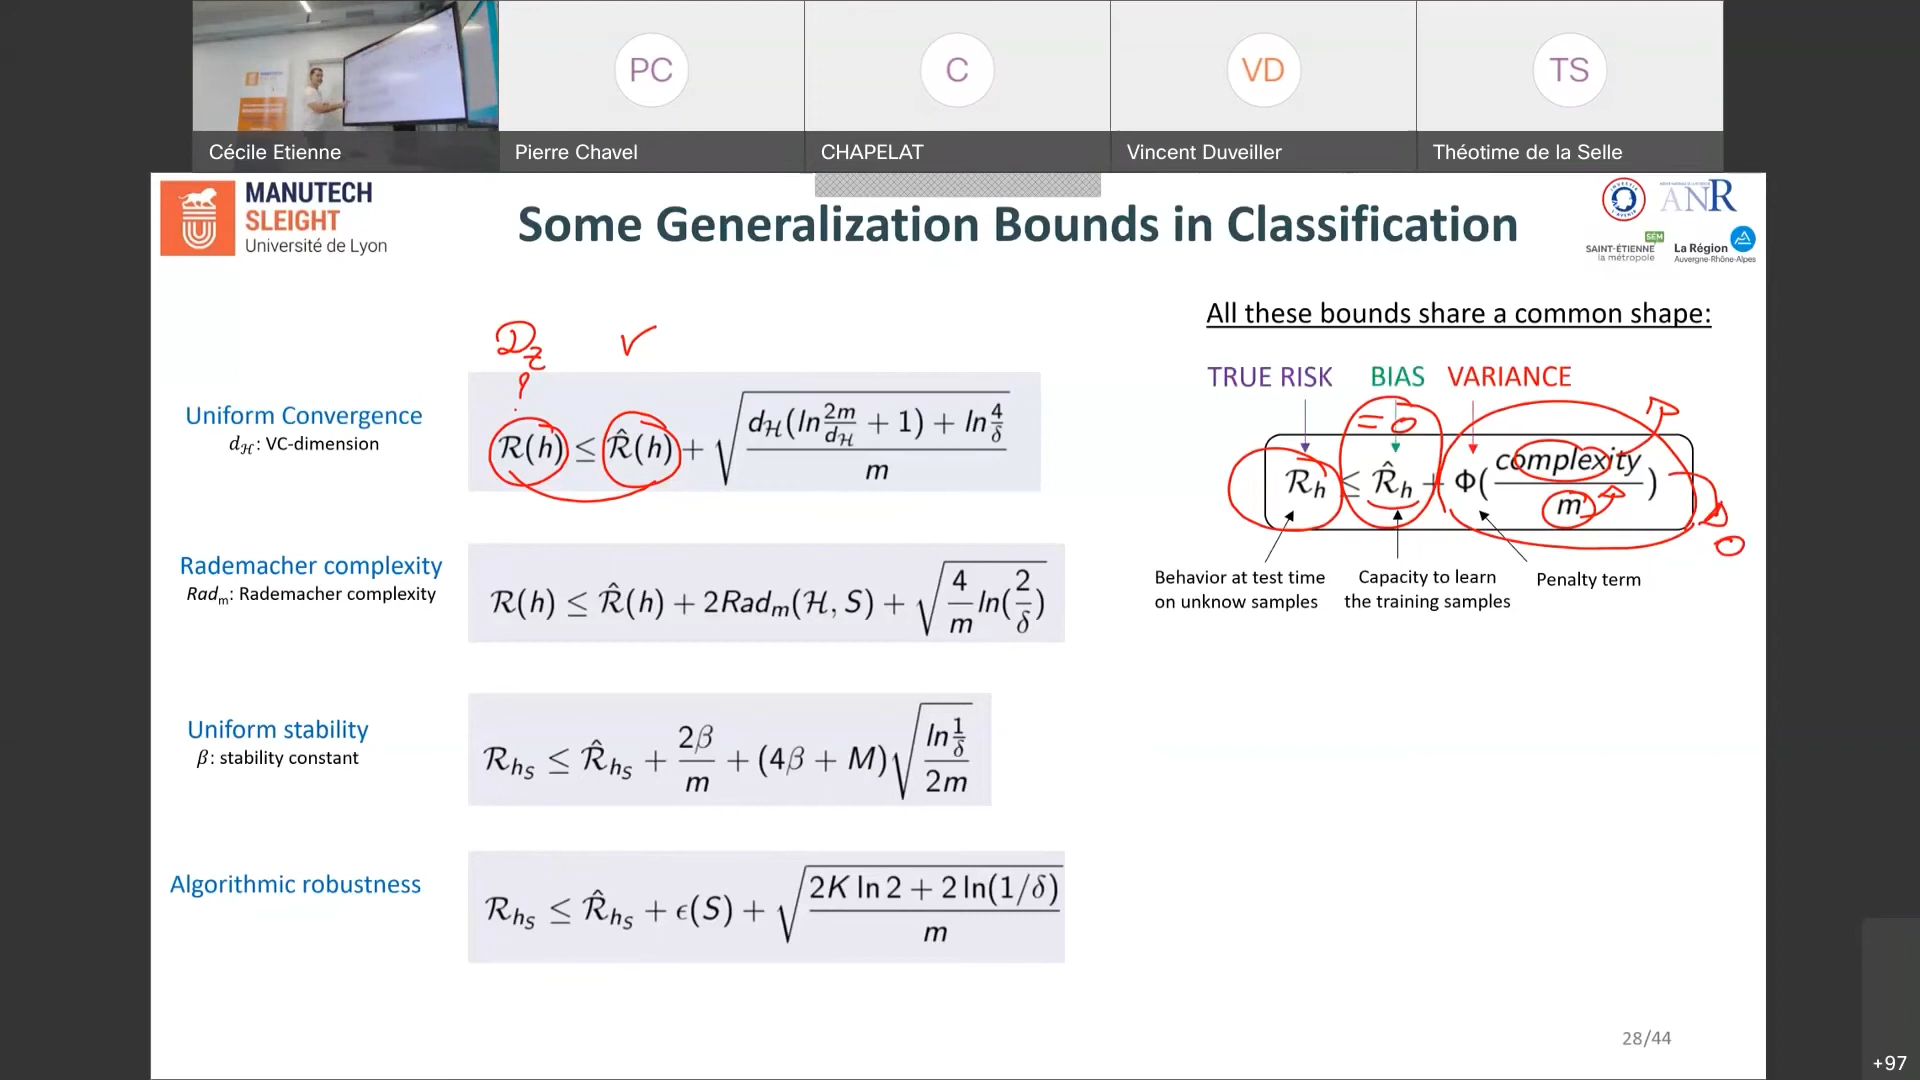 PC
C
VD
TS
Cécile Etienne
Pierre Chavel
CHAPELAT
Vincent Duveiller
Théotime de la Selle
MANUTECH
SLEIGHT
Université de Lyon
Some Generalization Bounds in Classification
ANR
SEM
SAINT-ÉTIENNE
la métropole
La Région
Auvergne-Rhône-Alpes
All these bounds share a common shape:
TRUE RISK BIAS VARIANCE
= 0
R_h ≤ R̂_h + Φ(complexity / m)
0
Behavior at test time
on unknow samples
Capacity to learn
the training samples
Penalty term
D_z
?
Uniform Convergence
d_H: VC-dimension
R(h) ≤ R̂(h) + √((d_H(ln 2m/d_H + 1) + ln 4/δ) / m)
Rademacher complexity
Rad_m: Rademacher complexity
R(h) ≤ R̂(h) + 2Rad_m(H, S) + √(4/m ln(2/δ))
Uniform stability
β: stability constant
R_hS ≤ R̂_hS + 2β/m + (4β + M)√(ln 1/δ / 2m)
Algorithmic robustness
R_hS ≤ R̂_hS + ϵ(S) + √((2K ln 2 + 2 ln(1/δ)) / m)
28/44
+97